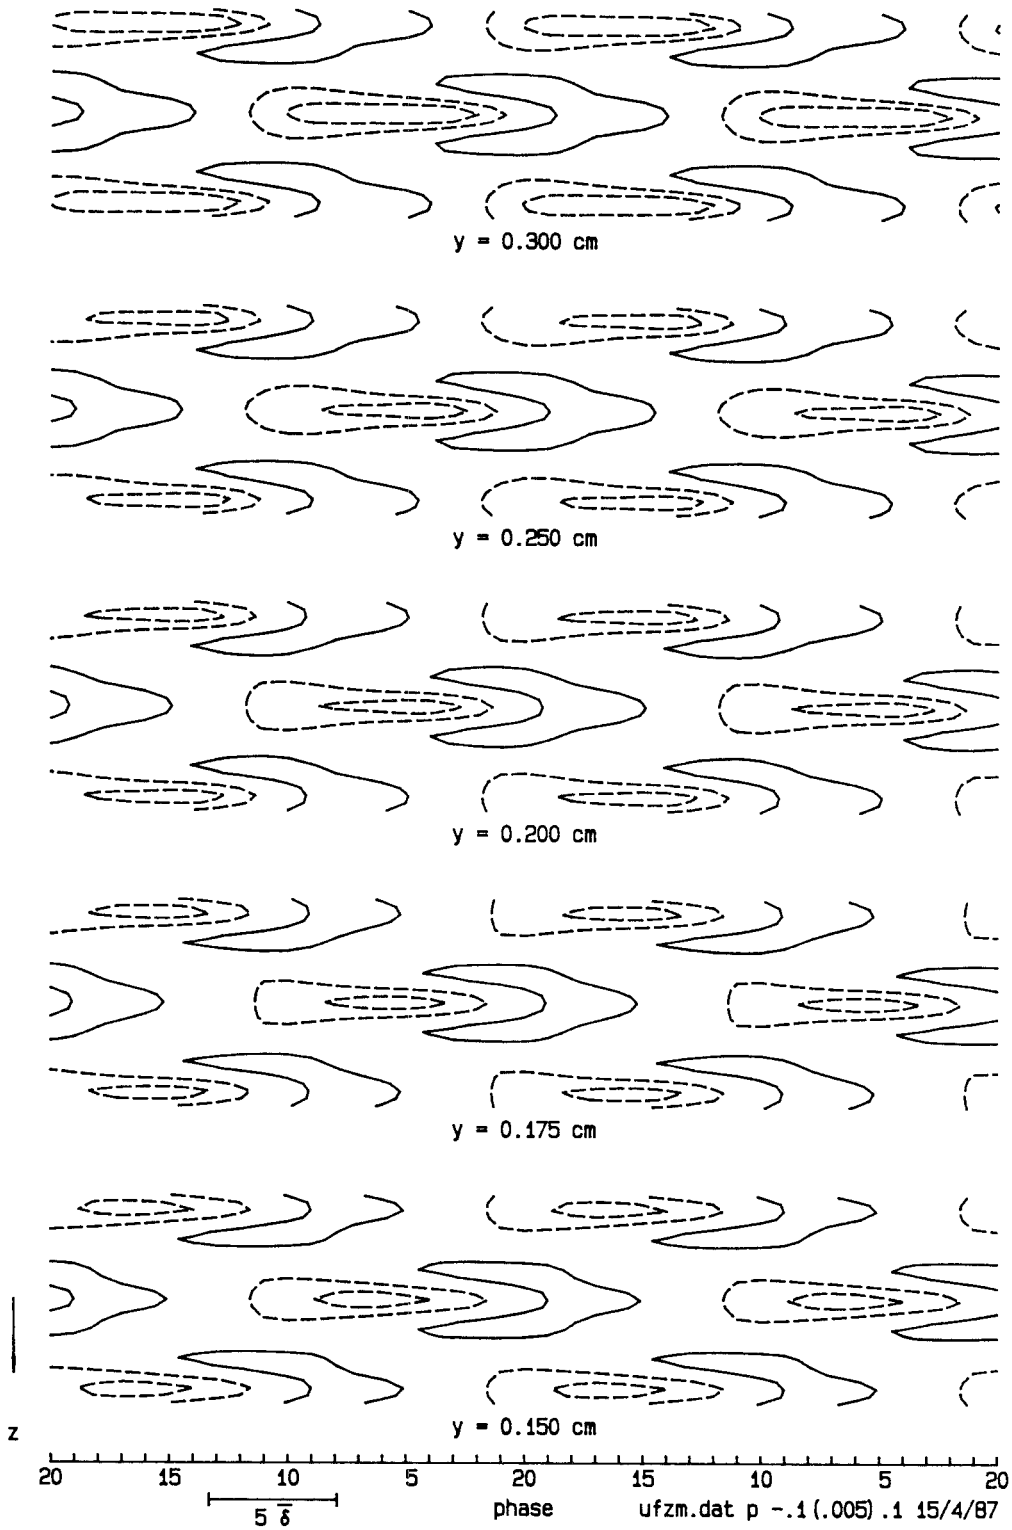 y = 0.300 cm
y = 0.250 cm
y = 0.200 cm
y = 0.175 cm
y = 0.150 cm
z
20 15 10 5 20 15 10 5 20
5 δ̅ phase ufzm.dat p -.1(.005).1 15/4/87